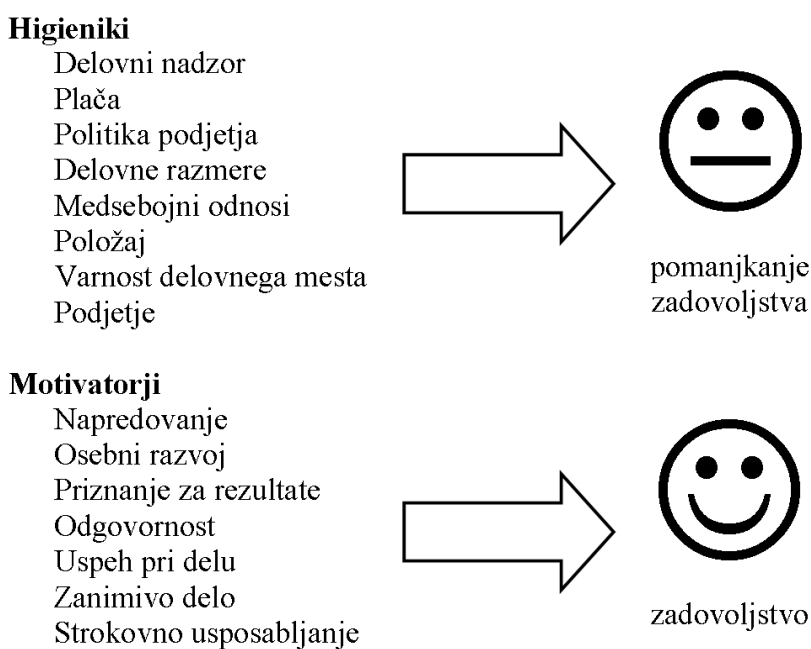 Higieniki
Delovni nadzor
Plača
Politika podjetja
Delovne razmere
Medsebojni odnosi
Položaj
Varnost delovnega mesta
Podjetje
pomanjkanje
zadovoljstva
Motivatorji
Napredovanje
Osebni razvoj
Priznanje za rezultate
Odgovornost
Uspeh pri delu
Zanimivo delo
Strokovno usposabljanje
zadovoljstvo